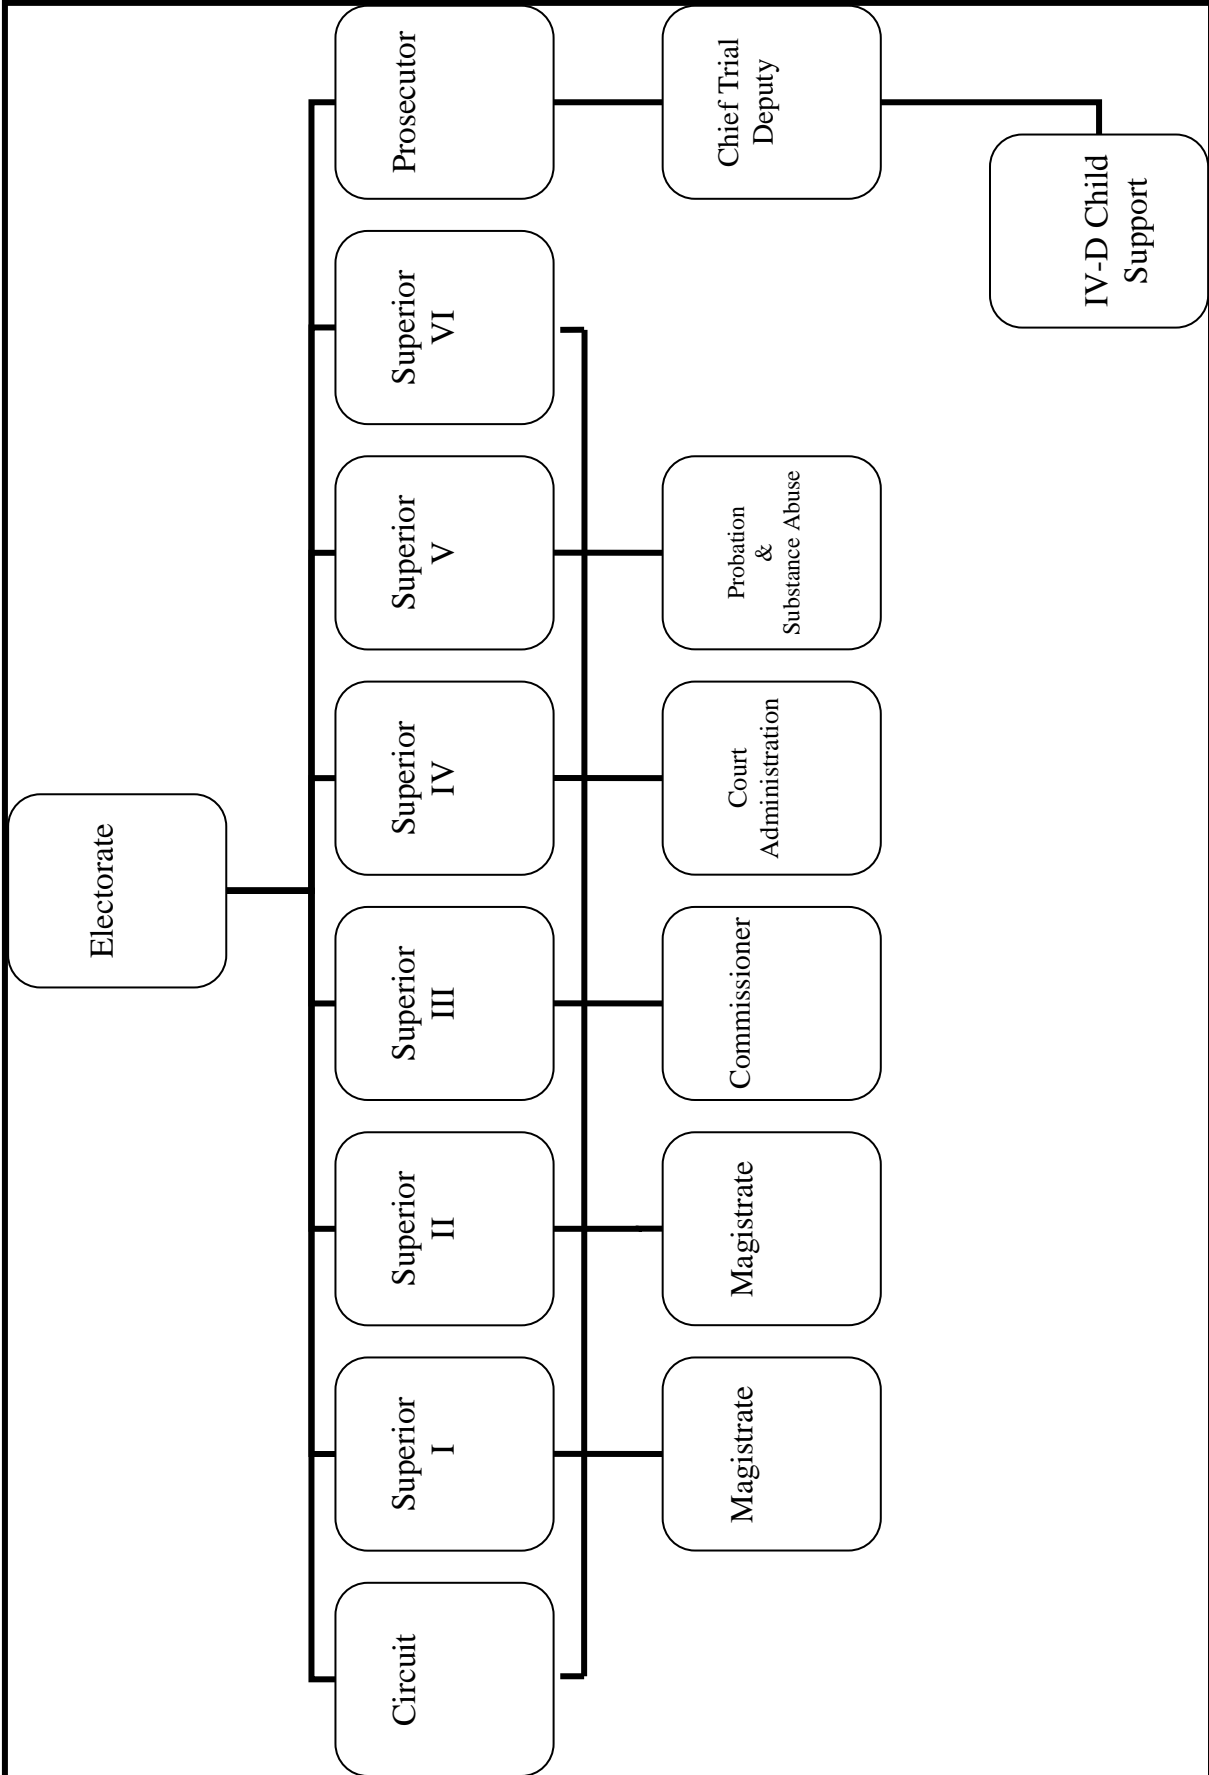 Electorate
Circuit
Superior
I
Superior
II
Superior
III
Superior
IV
Superior
V
Superior
VI
Prosecutor
Magistrate
Magistrate
Commissioner
Court
Administration
Probation
&
Substance Abuse
Chief Trial
Deputy
IV-D Child
Support